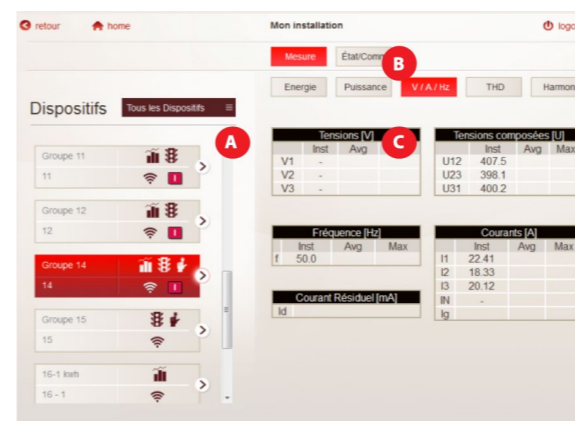 retour home Mon installation logo
Mesure État/Com
B
Energie Puissance V / A / Hz THD Harmon
Dispositifs Tous les Dispositifs
A
C
Groupe 11
11
I
Groupe 12
12
I
Groupe 14
14
I
Groupe 15
15
16-1 kwh
16 - 1
Tensions [V]
Inst Avg
V1 -
V2 -
V3 -
Tensions composées [U]
Inst Avg Max
U12 407.5
U23 398.1
U31 400.2
Fréquence [Hz]
Inst Avg Max
f 50.0
Courants [A]
Inst Avg Max
I1 22.41
I2 18.33
I3 20.12
IN -
Ig
Courant Résiduel [mA]
Id